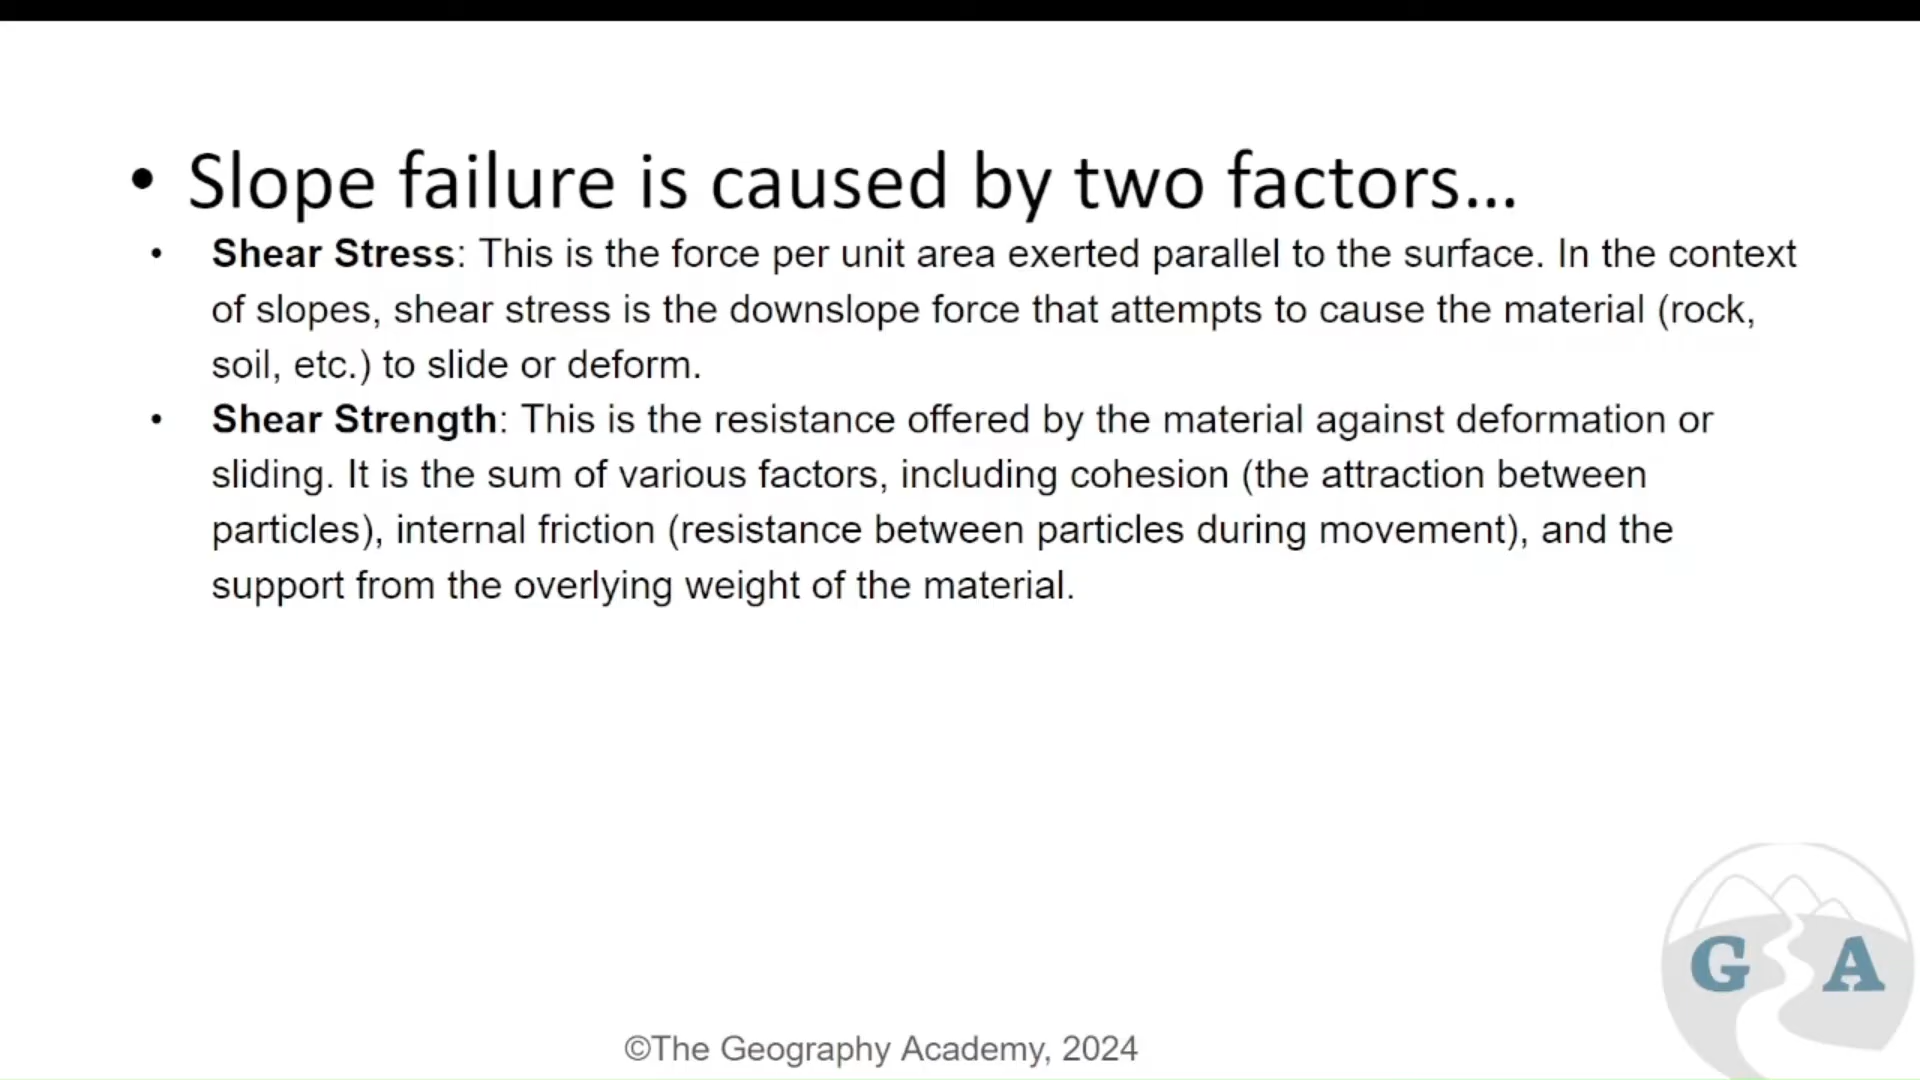 • Slope failure is caused by two factors...
• Shear Stress: This is the force per unit area exerted parallel to the surface. In the context
of slopes, shear stress is the downslope force that attempts to cause the material (rock,
soil, etc.) to slide or deform.
• Shear Strength: This is the resistance offered by the material against deformation or
sliding. It is the sum of various factors, including cohesion (the attraction between
particles), internal friction (resistance between particles during movement), and the
support from the overlying weight of the material.
G A
©The Geography Academy, 2024